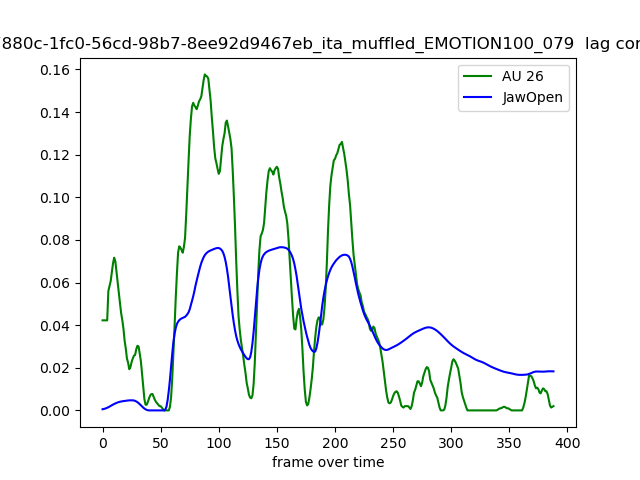 880c-1fc0-56cd-98b7-8ee92d9467eb_ita_muffled_EMOTION100_079 lag
AU 26
JawOpen
0.16
0.14
0.12
0.10
0.08
0.06
0.04
0.02
0.00
0 50 100 150 200 250 300 350 400
frame over time